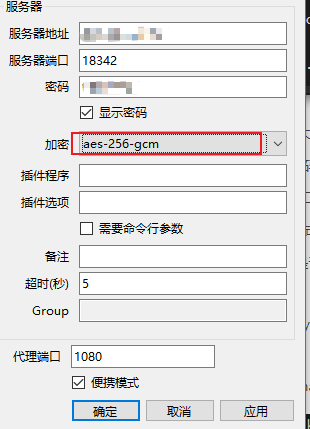 服务器
服务器地址
服务器端口 18342
密码
显示密码
加密 aes-256-gcm
插件程序
插件选项
需要命令行参数
备注
超时(秒) 5
Group
代理端口 1080
便携模式
确定 取消 应用